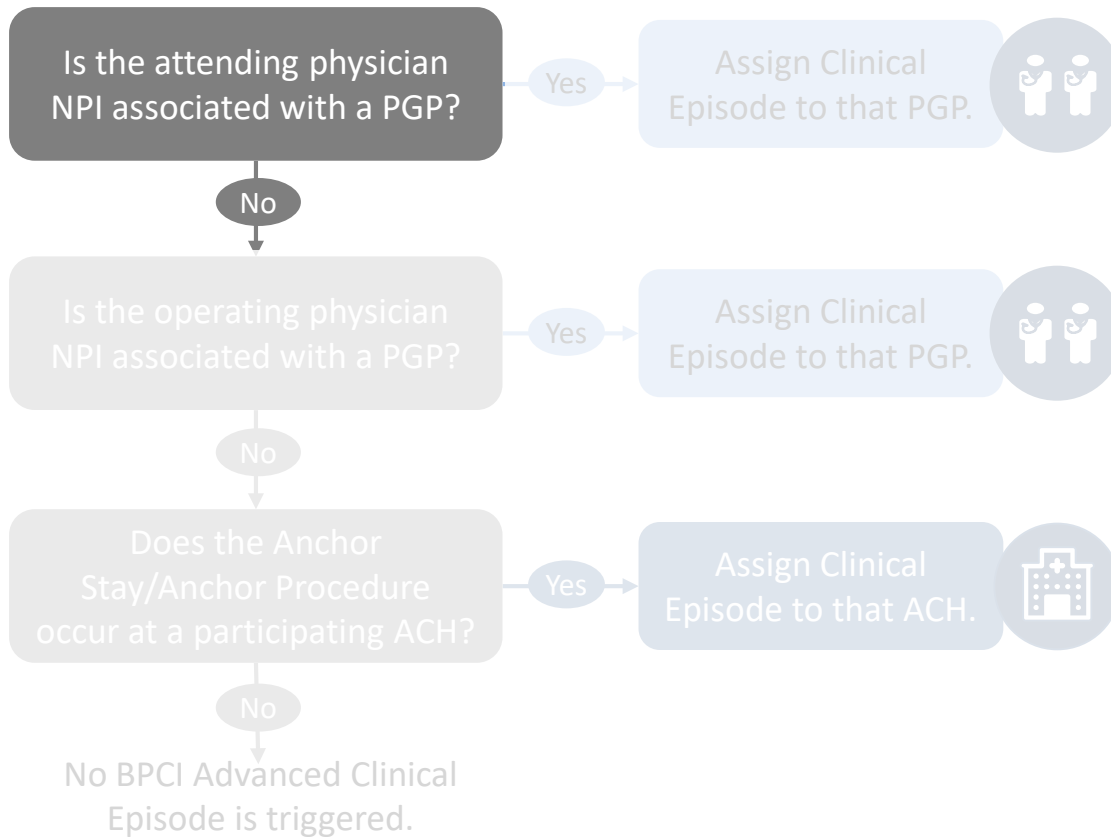 Is the attending physician
NPI associated with a PGP?
Yes
Assign Clinical
Episode to that PGP.
No
Is the operating physician
NPI associated with a PGP?
Yes
Assign Clinical
Episode to that PGP.
No
Does the Anchor
Stay/Anchor Procedure
occur at a participating ACH?
Yes
Assign Clinical
Episode to that ACH.
No
No BPCI Advanced Clinical
Episode is triggered.